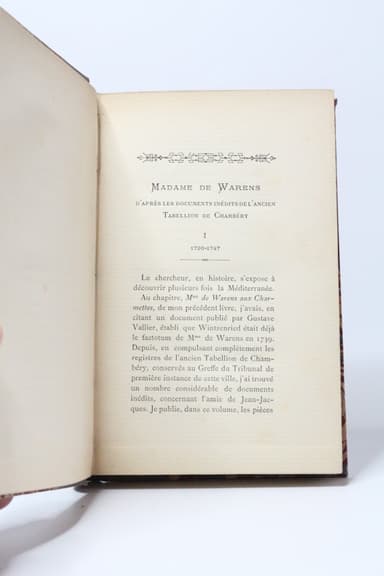 MADAME DE WARENS
D'APRÈS LES DOCUMENTS INÉDITS DE L'ANCIEN
TABELLION DE CHAMBÉRY
I
1720-1747
Le chercheur, en histoire, s'expose à
découvrir plusieurs fois la Méditerranée.
Au chapitre, Mme de Warens aux Char-
mettes, de mon précédent livre, j'avais, en
citant un document publié par Gustave
Vallier, établi que Wintzenried était déjà
le factotum de Mme de Warens en 1739.
Depuis, en compulsant complètement les
registres de l'ancien Tabellion de Cham-
béry, conservés au Greffe du Tribunal de
première instance de cette ville, j'ai trouvé
un nombre considérable de documents
inédits, concernant l'amie de Jean-Jac-
ques. Je publie, dans ce volume, les pièces